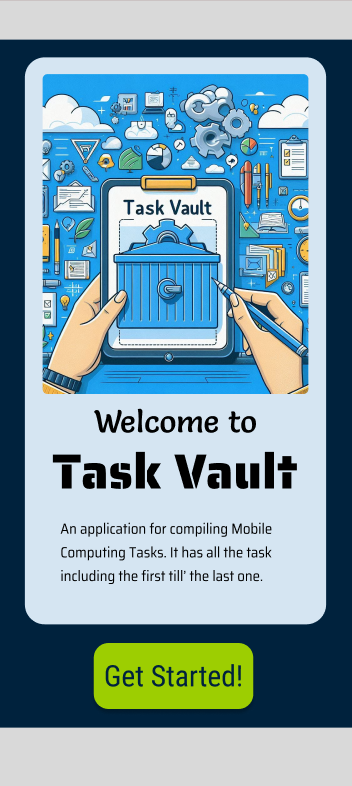 Task Vault
Welcome to
Task Vault
An application for compiling Mobile
Computing Tasks. It has all the task
including the first till' the last one.
Get Started!